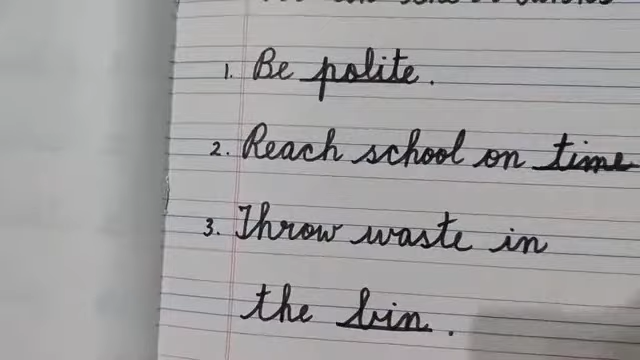 1. Be polite.
2. Reach school on time
3. Throw waste in
the bin.